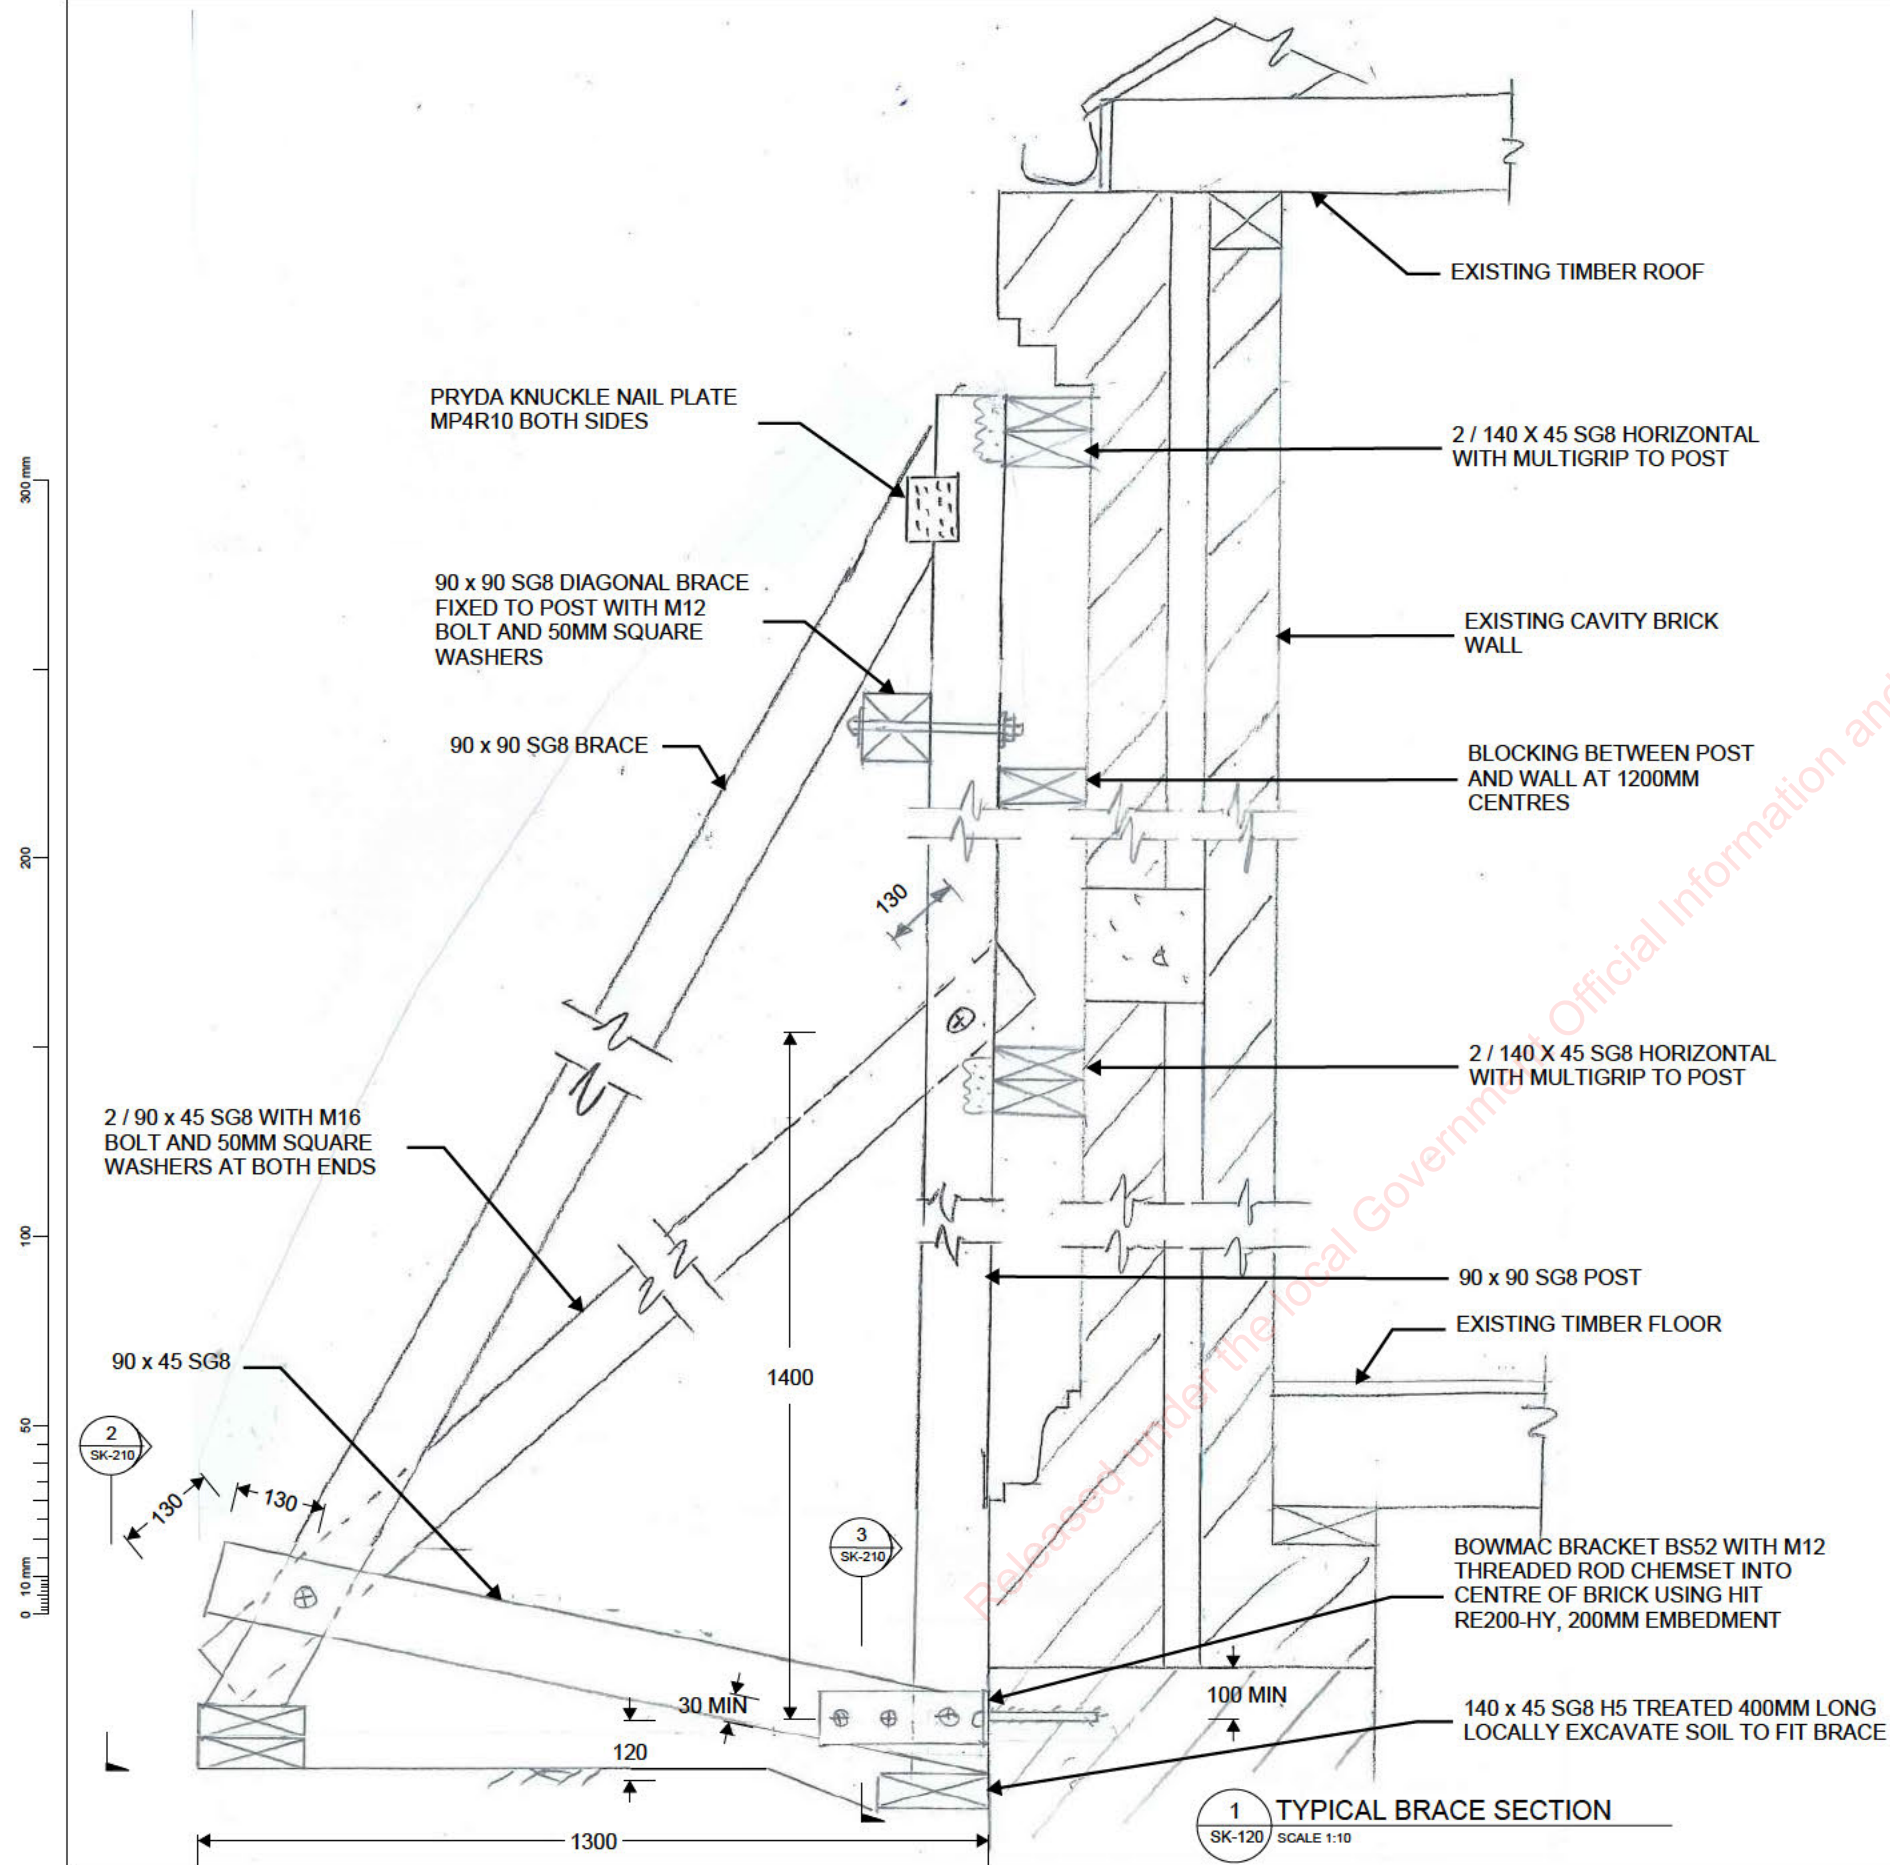 EXISTING TIMBER ROOF
PRYDA KNUCKLE NAIL PLATE
MP4R10 BOTH SIDES
2 / 140 X 45 SG8 HORIZONTAL
WITH MULTIGRIP TO POST
300 mm
90 x 90 SG8 DIAGONAL BRACE
FIXED TO POST WITH M12
BOLT AND 50MM SQUARE
WASHERS
EXISTING CAVITY BRICK
WALL
90 x 90 SG8 BRACE
BLOCKING BETWEEN POST
AND WALL AT 1200MM
CENTRES
200
130
2 / 140 X 45 SG8 HORIZONTAL
WITH MULTIGRIP TO POST
2 / 90 x 45 SG8 WITH M16
BOLT AND 50MM SQUARE
WASHERS AT BOTH ENDS
100
90 x 90 SG8 POST
EXISTING TIMBER FLOOR
90 x 45 SG8
1400
50
2
SK-210
130
130
3
SK-210
BOWMAC BRACKET BS52 WITH M12
THREADED ROD CHEMSET INTO
CENTRE OF BRICK USING HIT
RE200-HY, 200MM EMBEDMENT
10 mm
0
30 MIN
100 MIN
120
140 x 45 SG8 H5 TREATED 400MM LONG
LOCALLY EXCAVATE SOIL TO FIT BRACE
1300
1
SK-120
TYPICAL BRACE SECTION
SCALE 1:10
Released under the local Government Official Information and